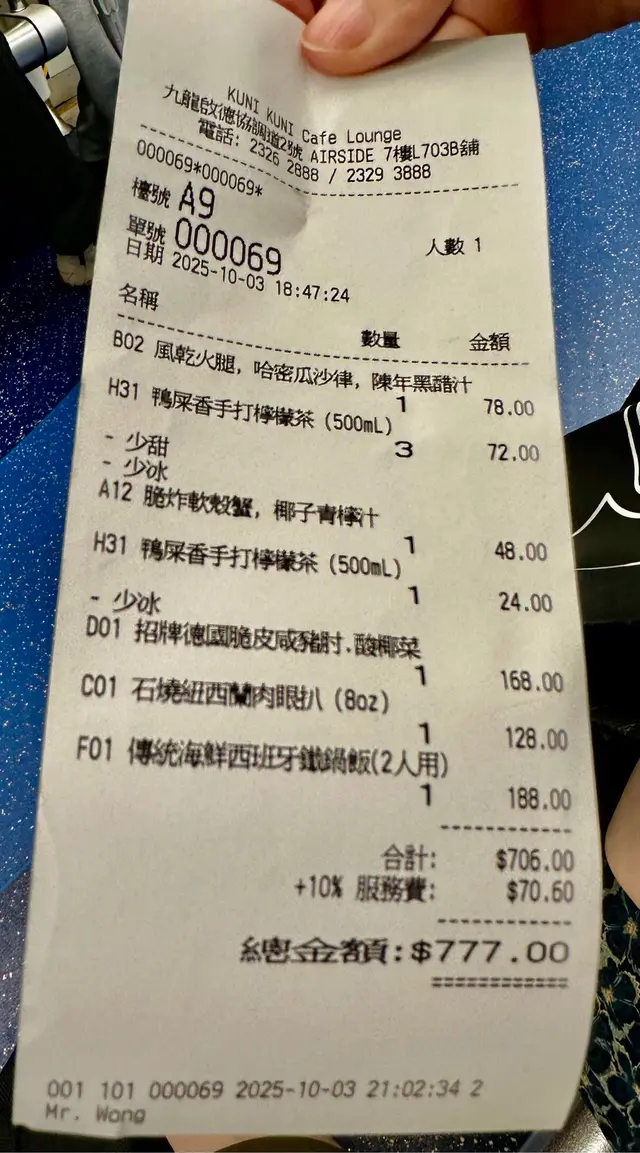 KUNI KUNI Cafe Lounge
九龍啟德協調道2號 AIRSIDE 7樓L703B舖
電話: 2326 2888 / 2329 3888
000069*000069*
檯號 A9
單號 000069 人數 1
日期 2025-10-03 18:47:24
名稱 數量 金額
B02 風乾火腿, 哈密瓜沙律, 陳年黑醋汁
1 78.00
H31 鴨屎香手打檸檬茶 (500mL)
3 72.00
- 少甜
- 少冰
A12 脆炸軟殼蟹, 椰子青檸汁
1 48.00
H31 鴨屎香手打檸檬茶 (500mL)
1 24.00
- 少冰
D01 招牌德國脆皮咸豬肘.酸椰菜
1 168.00
C01 石燒紐西蘭肉眼扒 (8oz)
1 128.00
F01 傳統海鮮西班牙鐵鍋飯(2人用)
1 188.00
合計: $706.00
+10% 服務費: $70.60
總金額:$777.00
001 101 000069 2025-10-03 21:02:34 2
Mr. Wong